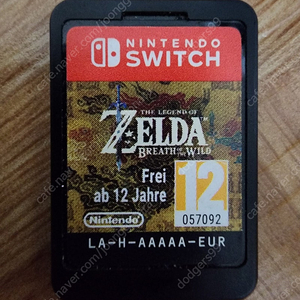 NINTENDO
SWITCH
THE LEGEND OF
ZELDA
BREATH OF THE WILD
Frei
ab 12 Jahre
12
Nintendo
057092
LA-H-AAAAA-EUR